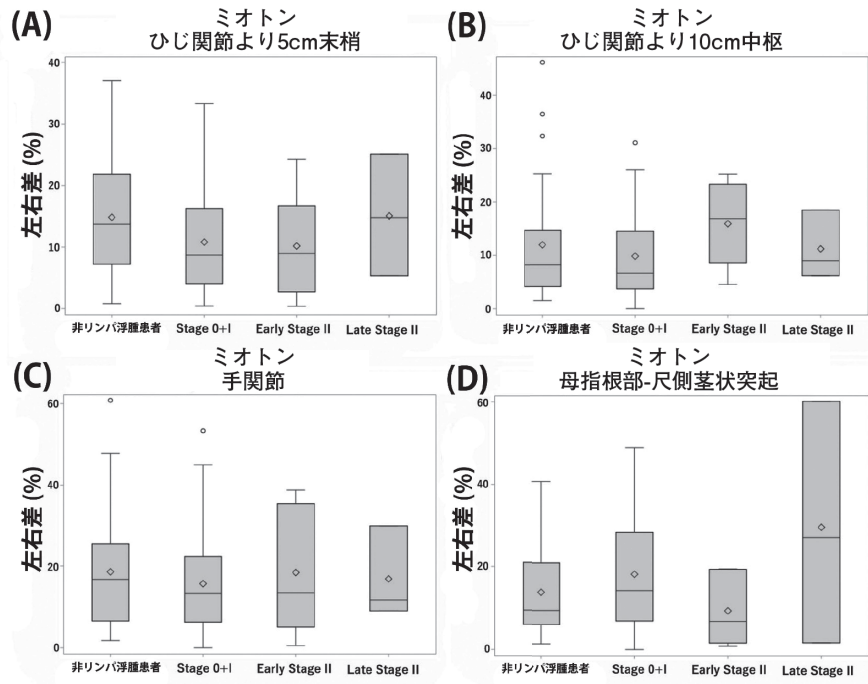 (A)
ミオトン
ひじ関節より5cm末梢
左右差 (%)
40
30
20
10
0
非リンパ浮腫患者 Stage 0+I Early Stage II Late Stage II
(B)
ミオトン
ひじ関節より10cm中枢
左右差 (%)
40
30
20
10
0
非リンパ浮腫患者 Stage 0+I Early Stage II Late Stage II
(C)
ミオトン
手関節
左右差 (%)
60
40
20
0
非リンパ浮腫患者 Stage 0+I Early Stage II Late Stage II
(D)
ミオトン
母指根部-尺側茎状突起
左右差 (%)
60
40
20
0
非リンパ浮腫患者 Stage 0+I Early Stage II Late Stage II